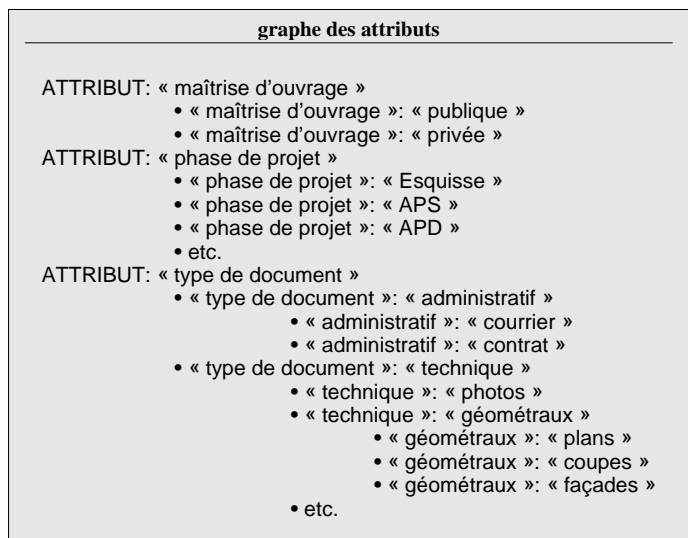 graphe des attributs
ATTRIBUT: « maîtrise d'ouvrage »
• « maîtrise d'ouvrage »: « publique »
• « maîtrise d'ouvrage »: « privée »
ATTRIBUT: « phase de projet »
• « phase de projet »: « Esquisse »
• « phase de projet »: « APS »
• « phase de projet »: « APD »
• etc.
ATTRIBUT: « type de document »
• « type de document »: « administratif »
• « administratif »: « courrier »
• « administratif »: « contrat »
• « type de document »: « technique »
• « technique »: « photos »
• « technique »: « géométraux »
• « géométraux »: « plans »
• « géométraux »: « coupes »
• « géométraux »: « façades »
• etc.